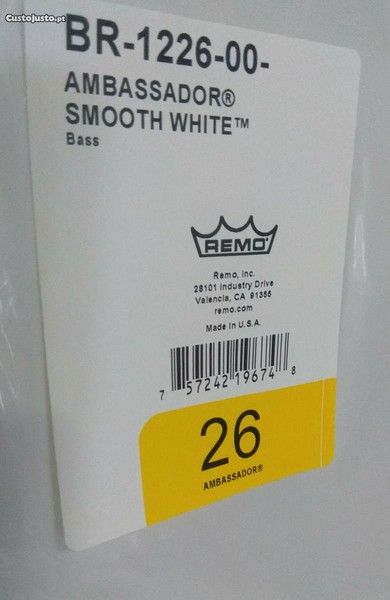 CustoJusto.pt
BR-1226-00-
AMBASSADOR®
SMOOTH WHITE™
Bass
REMO
Remo, Inc.
28101 Industry Drive
Valencia, CA 91355
remo.com
Made in U.S.A.
7 57242 19674 8
26
AMBASSADOR®